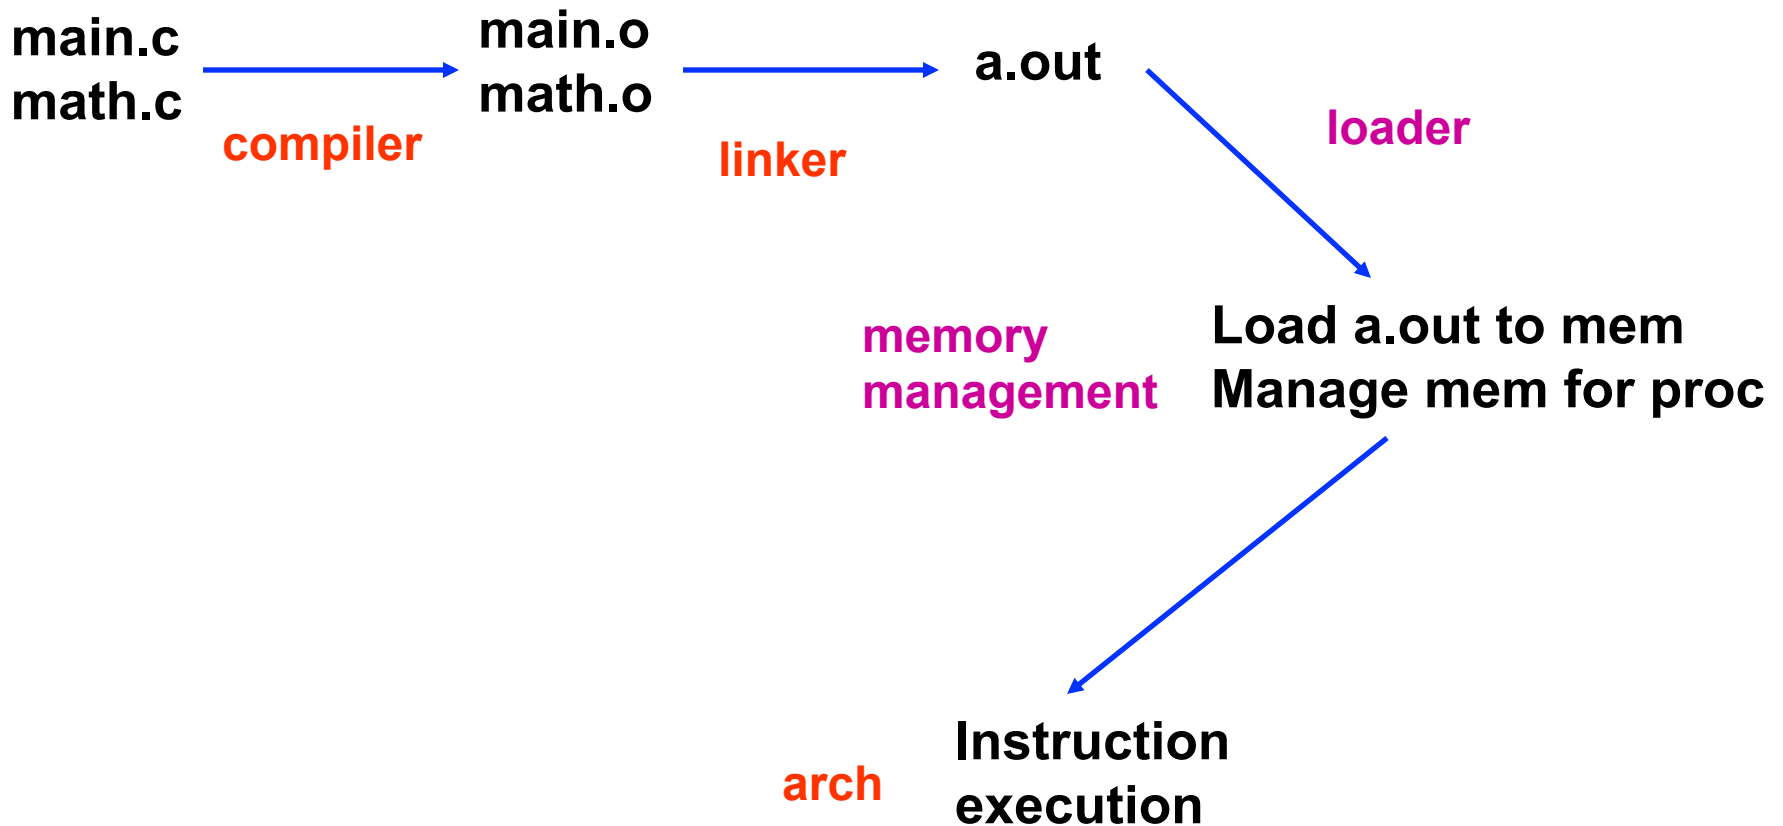 main.c
math.c
compiler
main.o
math.o
linker
a.out
loader
memory
management
Load a.out to mem
Manage mem for proc
arch
Instruction
execution